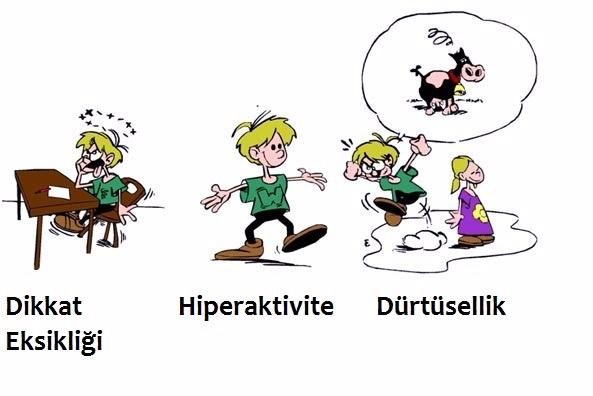 Dikkat Eksikliği
Hiperaktivite
Dürtüsellik